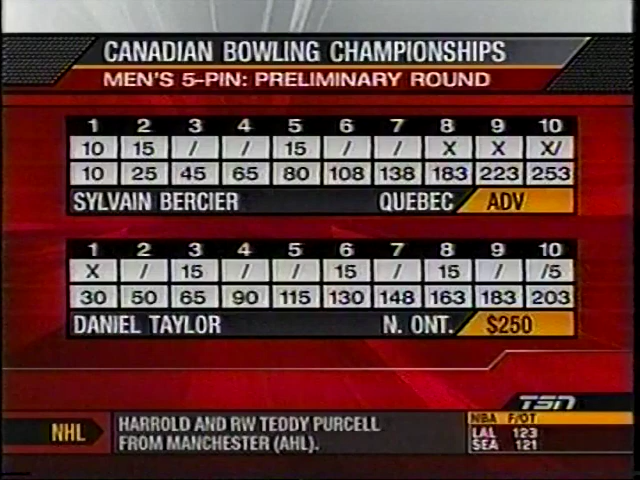 CANADIAN BOWLING CHAMPIONSHIPS
MEN'S 5-PIN: PRELIMINARY ROUND
1 2 3 4 5 6 7 8 9 10
10 15 / / 15 / / X X X/
10 25 45 65 80 108 138 183 223 253
SYLVAIN BERCIER QUEBEC ADV
1 2 3 4 5 6 7 8 9 10
X / 15 / / 15 / 15 / /5
30 50 65 90 115 130 148 163 183 203
DANIEL TAYLOR N. ONT. $250
TSN
NHL
HARROLD AND RW TEDDY PURCELL
FROM MANCHESTER (AHL).
NBA F/OT
LAL 123
SEA 121